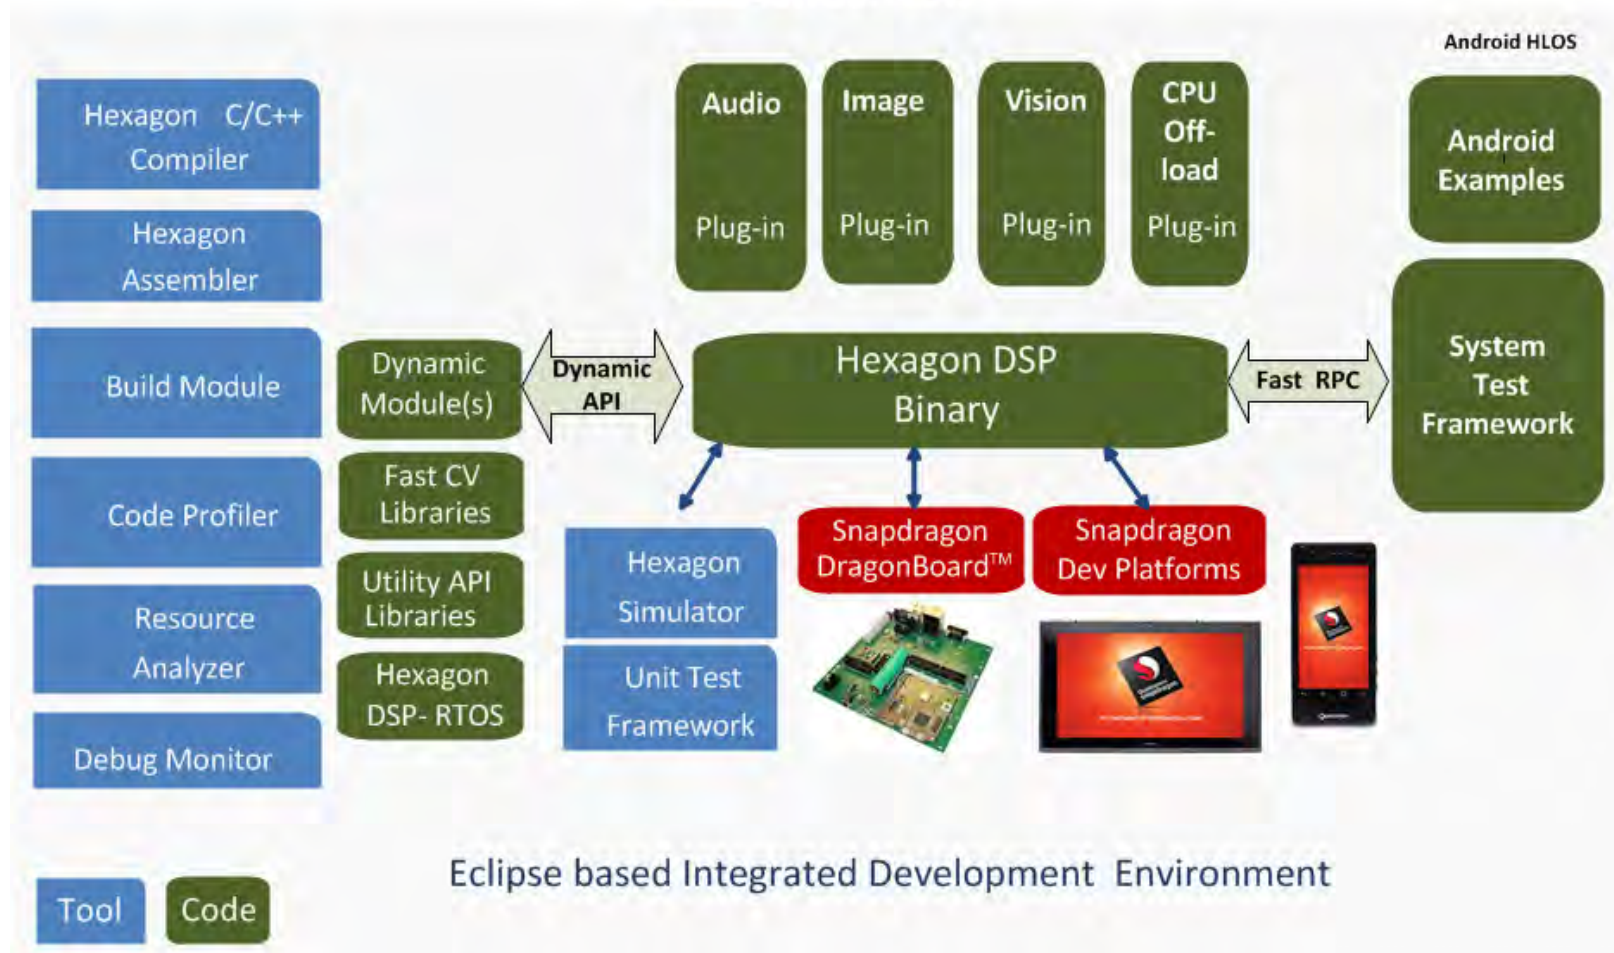 Android HLOS
Hexagon C/C++
Compiler
Hexagon
Assembler
Build Module
Code Profiler
Resource
Analyzer
Debug Monitor
Dynamic
Module(s)
Fast CV
Libraries
Utility API
Libraries
Hexagon
DSP- RTOS
Dynamic
API
Audio
Plug-in
Image
Plug-in
Vision
Plug-in
CPU
Off-
load
Plug-in
Hexagon DSP
Binary
Fast RPC
Android
Examples
System
Test
Framework
Hexagon
Simulator
Unit Test
Framework
Snapdragon
DragonBoard™
Snapdragon
Dev Platforms
Eclipse based Integrated Development Environment
Tool
Code